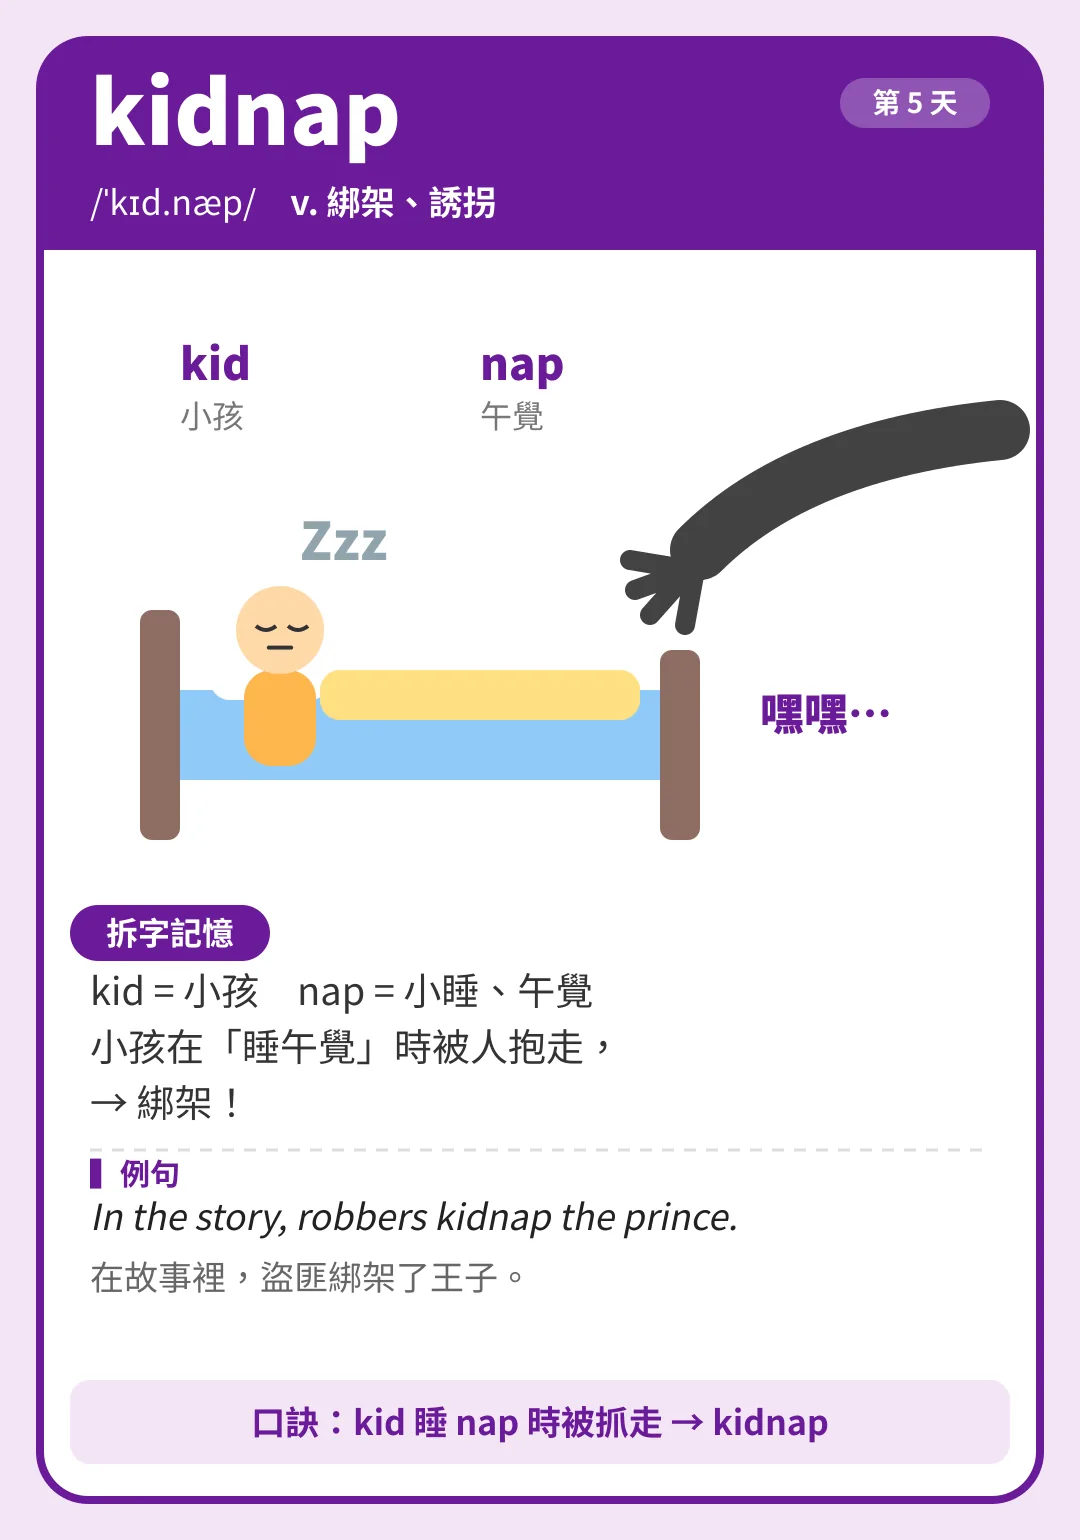 kidnap
第 5 天
/ˈkɪd.næp/ v. 綁架、誘拐
kid
nap
小孩
午覺
Zzz
嘿嘿⋯
拆字記憶
kid = 小孩 nap = 小睡、午覺
小孩在「睡午覺」時被人抱走，
→ 綁架！
例句
In the story, robbers kidnap the prince.
在故事裡，盜匪綁架了王子。
口訣：kid 睡 nap 時被抓走 → kidnap